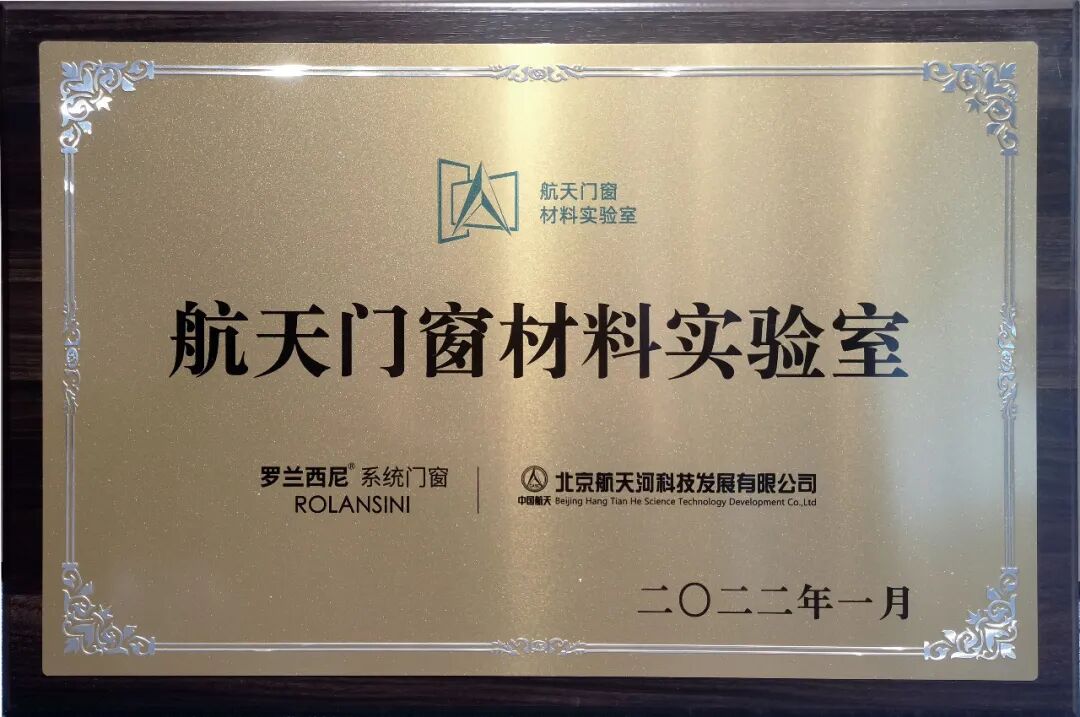 航天门窗
材料实验室
航天门窗材料实验室
罗兰西尼® 系统门窗
ROLANSINI
中国航天
北京航天河科技发展有限公司
Beijing Hang Tian He Science Technology Development Co.,Ltd
二〇二二年一月